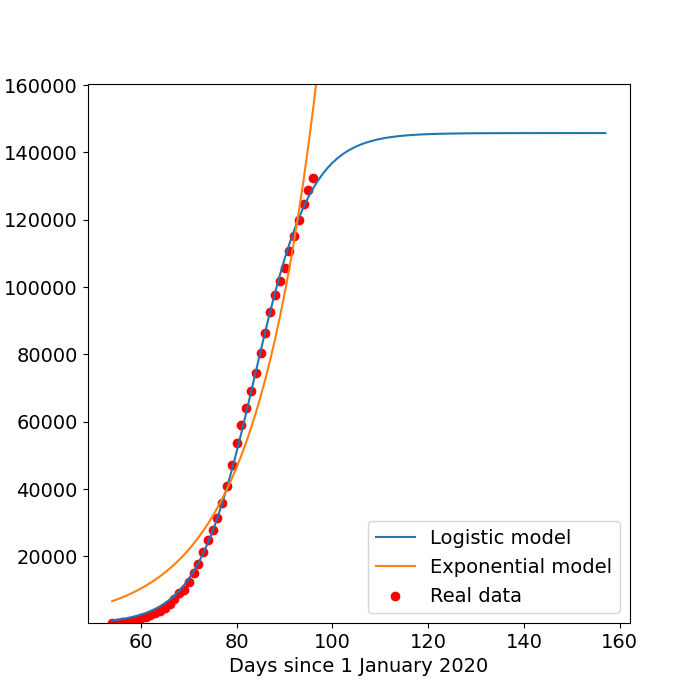 160000
140000
120000
100000
80000
60000
40000
20000
60 80 100 120 140 160
Days since 1 January 2020
Logistic model
Exponential model
Real data